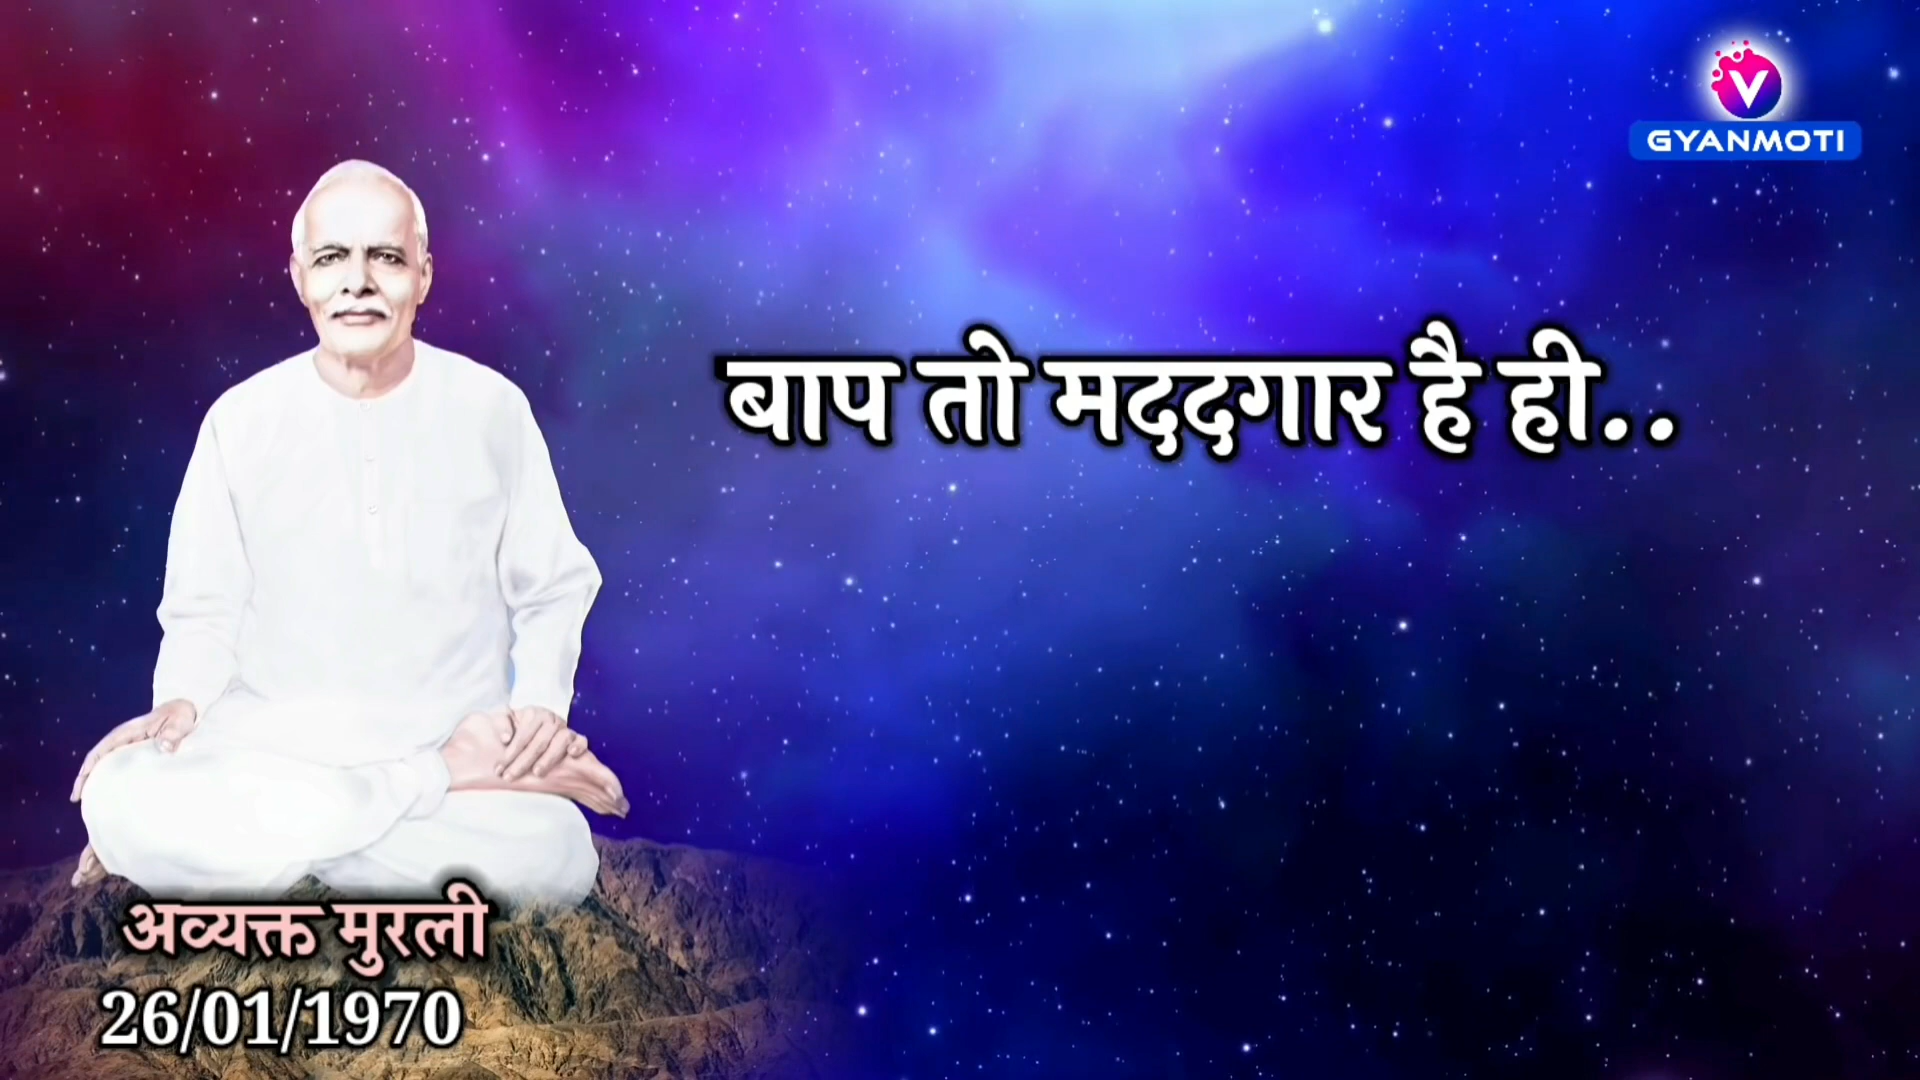 V
GYANMOTI
बाप तो मददगार है ही..
अव्यक्त मुरली
26/01/1970